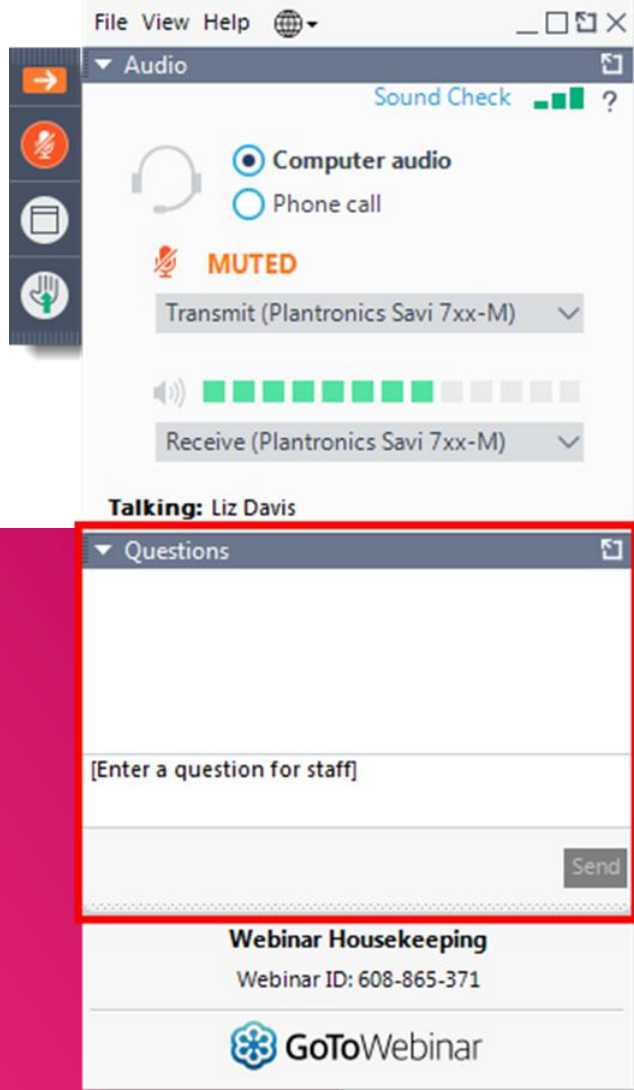 File View Help
Audio
Sound Check ?
Computer audio
Phone call
MUTED
Transmit (Plantronics Savi 7xx-M)
Receive (Plantronics Savi 7xx-M)
Talking: Liz Davis
Questions
[Enter a question for staff]
Send
Webinar Housekeeping
Webinar ID: 608-865-371
GoToWebinar